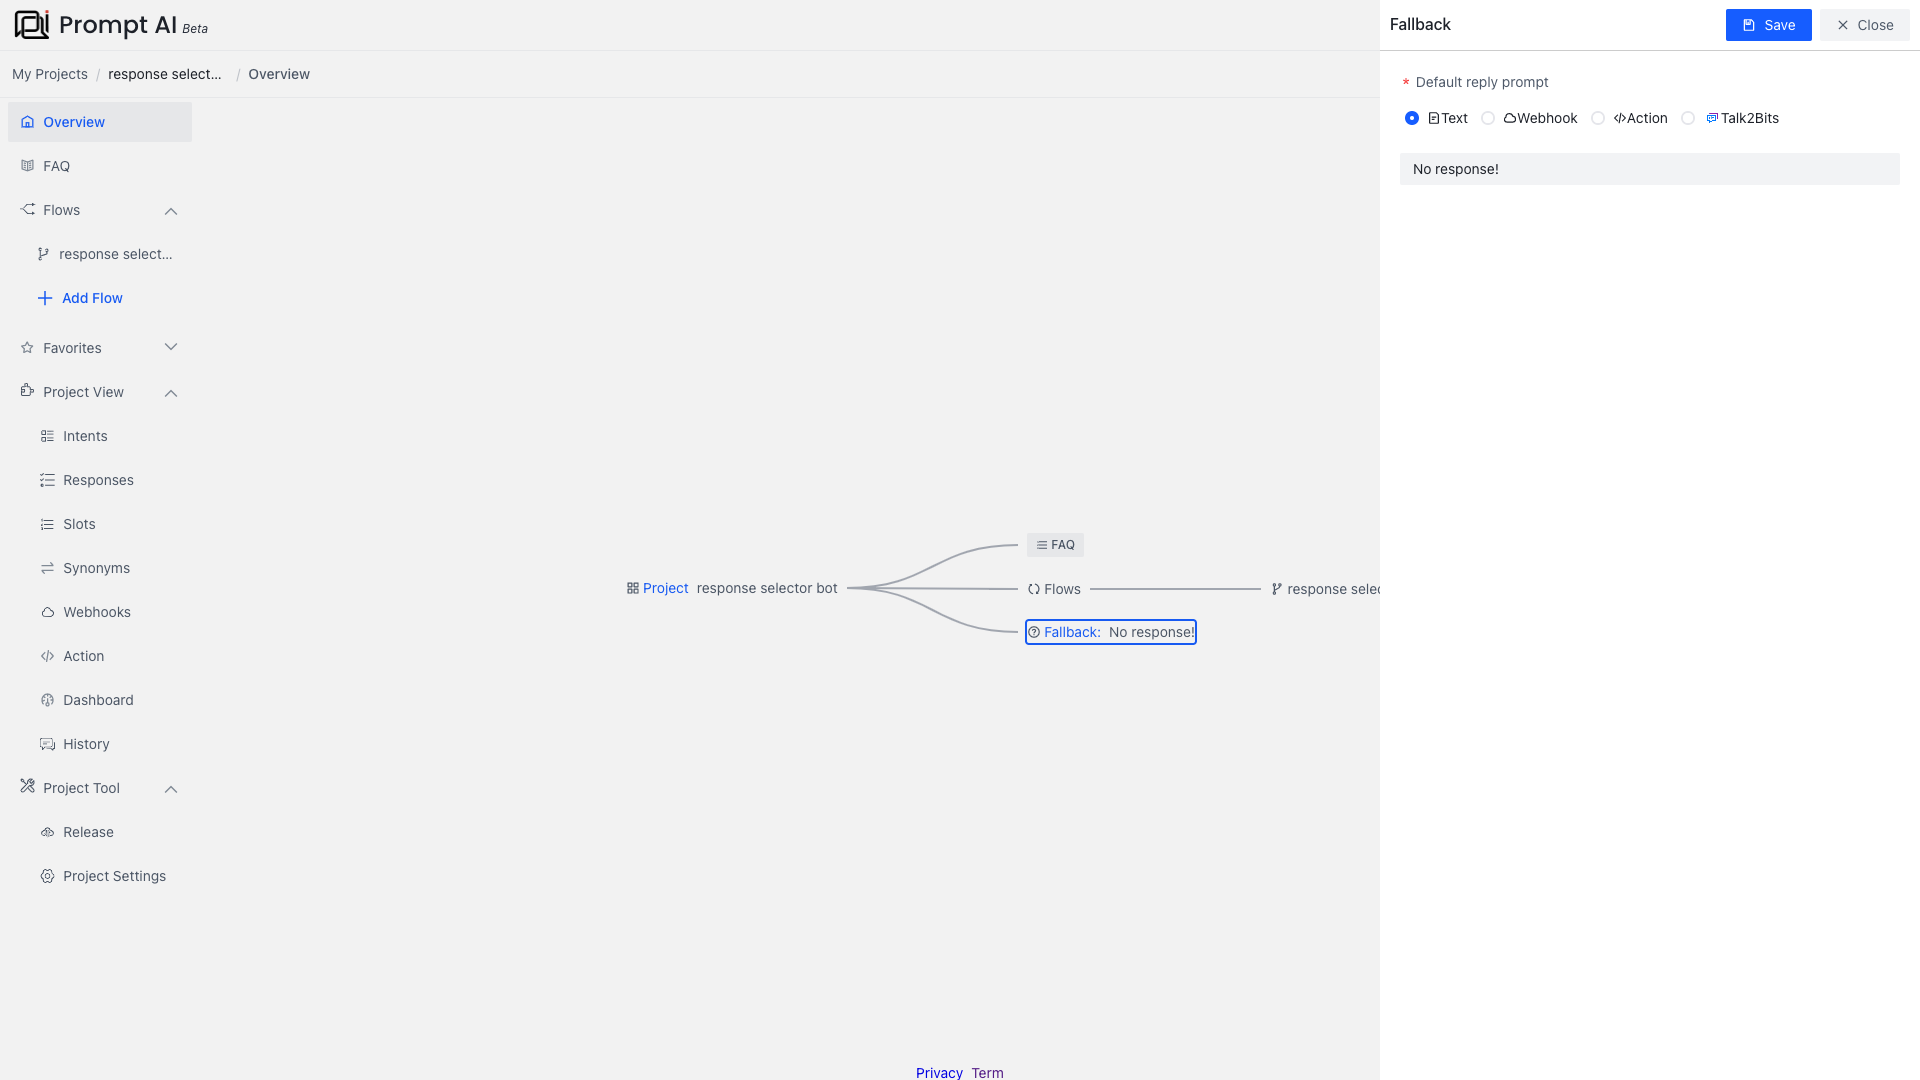 Prompt AI Beta
Fallback
Save
Close
My Projects / response select... / Overview
* Default reply prompt
Text
Webhook
Action
Talk2Bits
No response!
Overview
FAQ
Flows
response select...
Add Flow
Favorites
Project View
Intents
Responses
Slots
Synonyms
Webhooks
Action
Dashboard
History
Project Tool
Release
Project Settings
Project response selector bot
FAQ
Flows
response selec
Fallback: No response!
Privacy Term